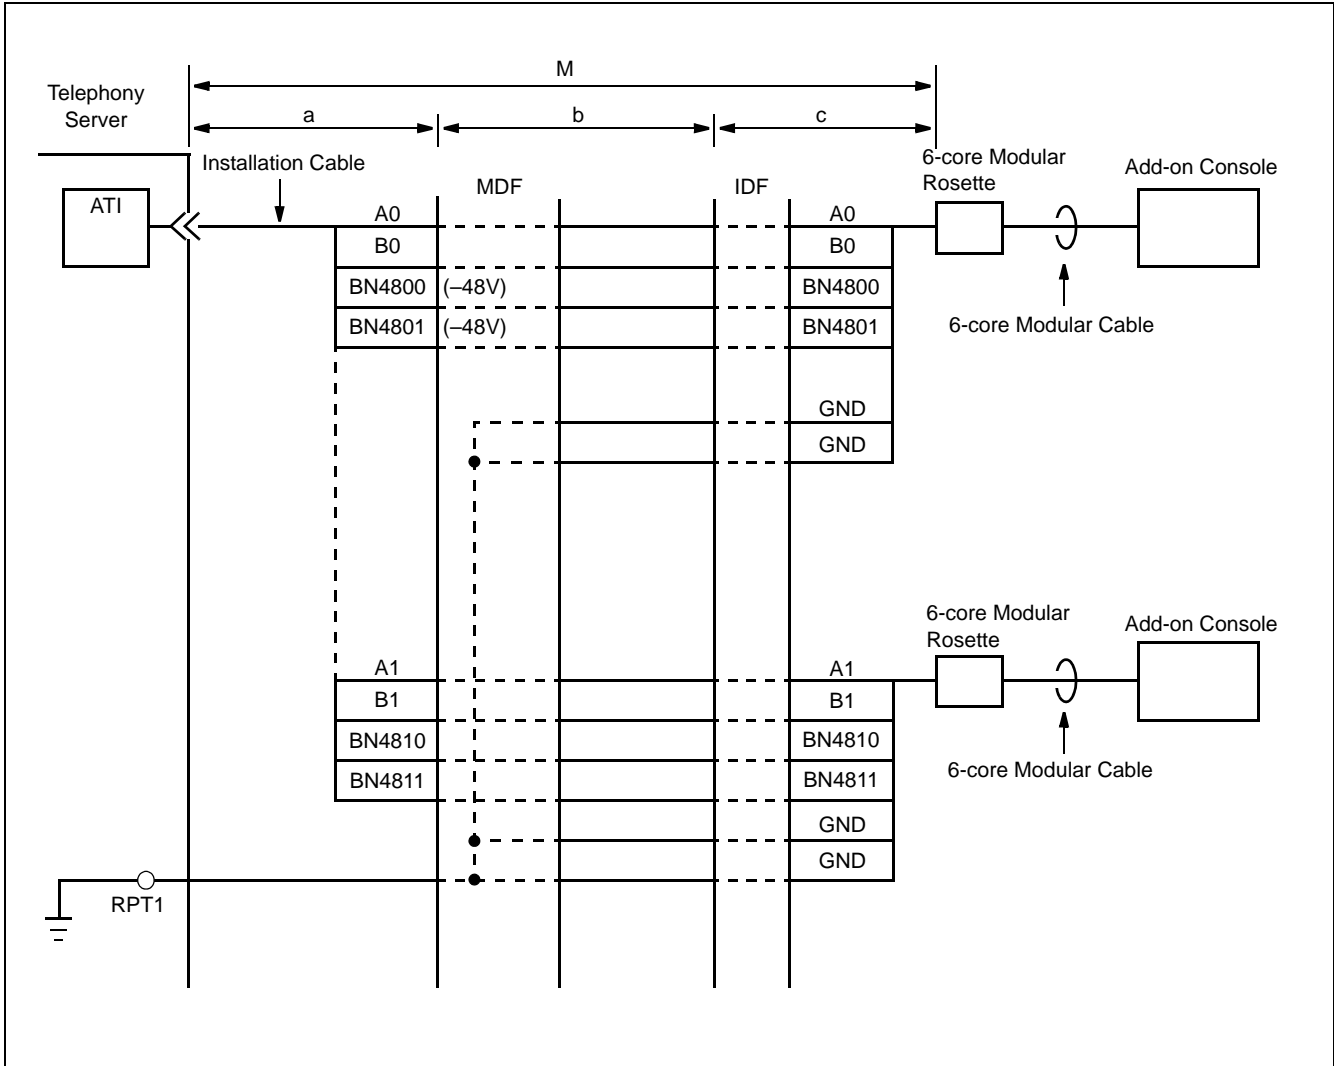 M
Telephony
Server
a
b
c
Installation Cable
MDF
IDF
6-core Modular
Rosette
Add-on Console
ATI
A0
A0
B0
B0
BN4800
(–48V)
BN4800
BN4801
(–48V)
BN4801
6-core Modular Cable
GND
GND
6-core Modular
Rosette
Add-on Console
A1
A1
B1
B1
BN4810
BN4810
BN4811
BN4811
6-core Modular Cable
GND
GND
RPT1